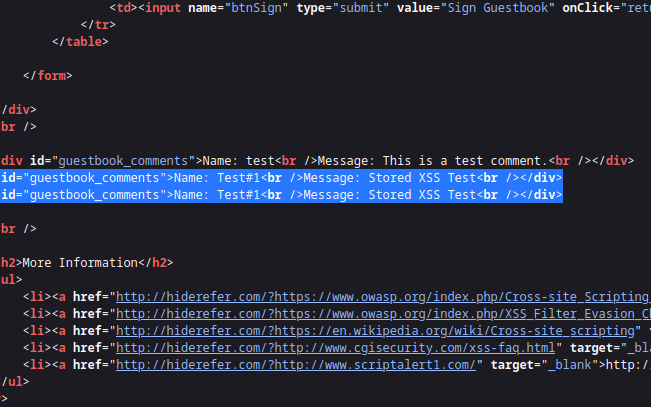 <td><input name="btnSign" type="submit" value="Sign Guestbook" onClick="ret
</tr>
</table>
</form>
/div>
br />
div id="guestbook_comments">Name: test<br />Message: This is a test comment.<br /></div>
id="guestbook_comments">Name: Test#1<br />Message: Stored XSS Test<br /></div>
id="guestbook_comments">Name: Test#1<br />Message: Stored XSS Test<br /></div>
br />
h2>More Information</h2>
ul>
<li><a href="http://hiderefer.com/?https://www.owasp.org/index.php/Cross-site_Scripting
<li><a href="http://hiderefer.com/?https://www.owasp.org/index.php/XSS_Filter_Evasion_C
<li><a href="http://hiderefer.com/?https://en.wikipedia.org/wiki/Cross-site_scripting"
<li><a href="http://hiderefer.com/?http://www.cgisecurity.com/xss-faq.html" target="_bla
<li><a href="http://hiderefer.com/?http://www.scriptalert1.com/" target="_blank">http:/
/ul>
>